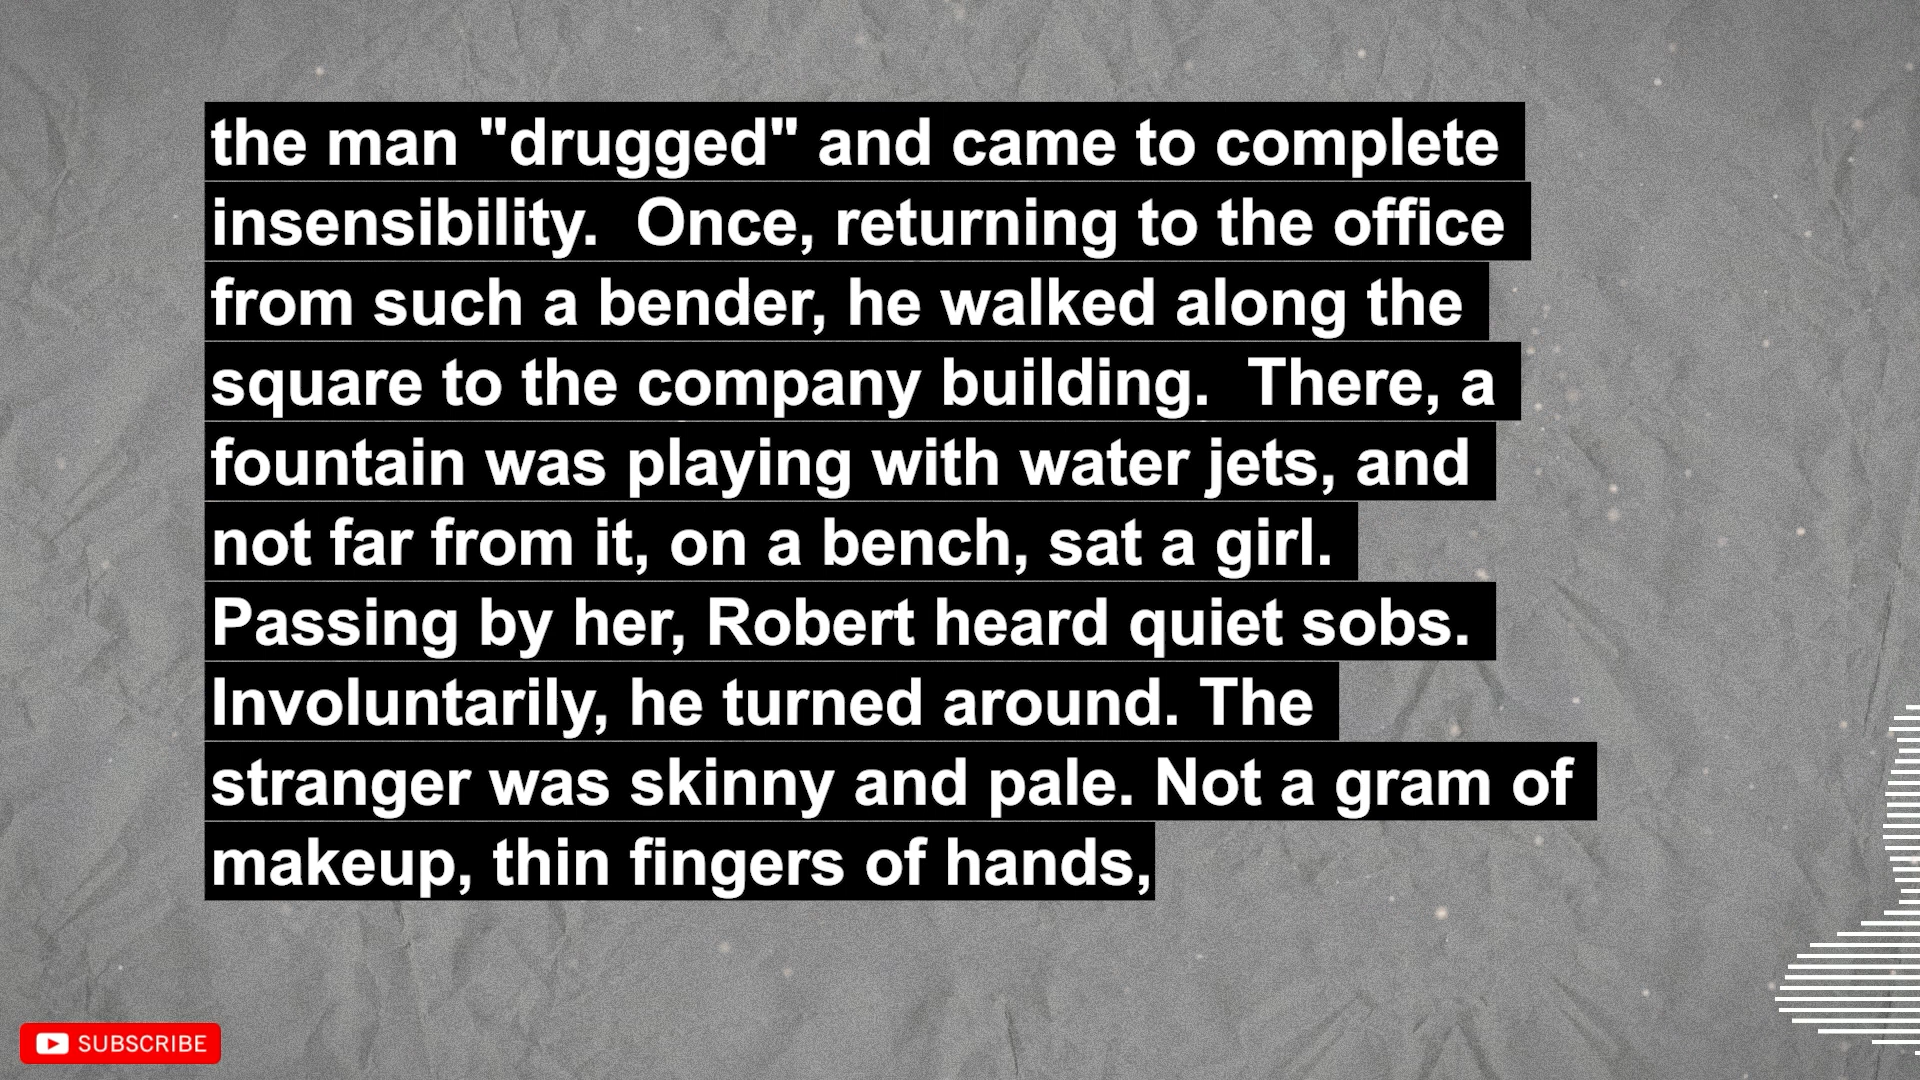 the man "drugged" and came to complete
insensibility.  Once, returning to the office
from such a bender, he walked along the
square to the company building.  There, a
fountain was playing with water jets, and
not far from it, on a bench, sat a girl.
Passing by her, Robert heard quiet sobs.
Involuntarily, he turned around. The
stranger was skinny and pale. Not a gram of
makeup, thin fingers of hands,
SUBSCRIBE